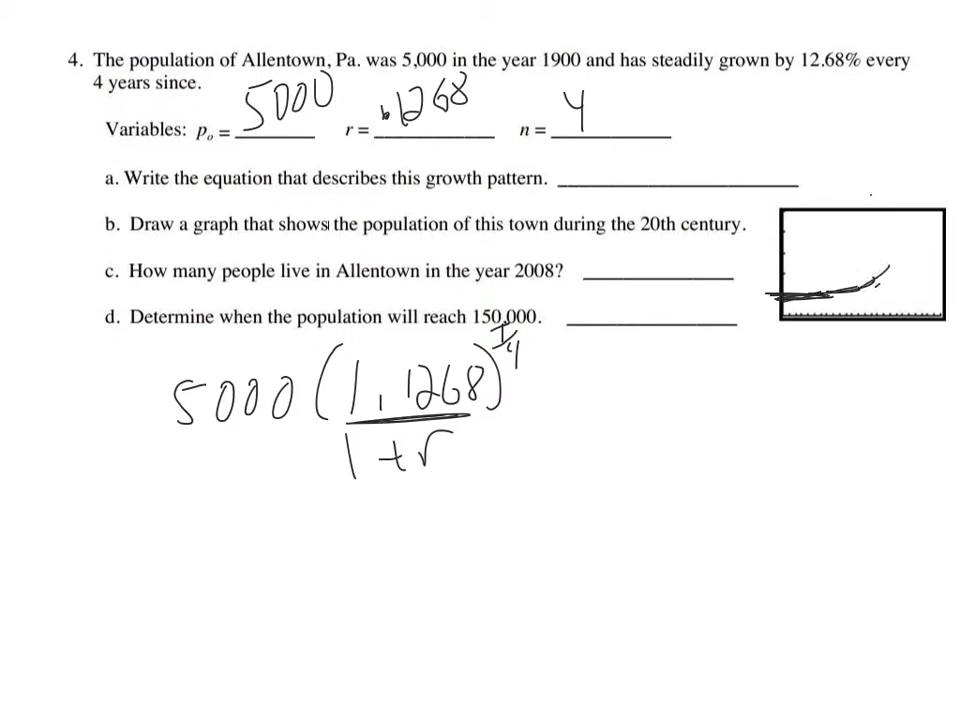 4. The population of Allentown, Pa. was 5,000 in the year 1900 and has steadily grown by 12.68% every
4 years since.
Variables: pₒ = 5000 r = .1268 n = 4
a. Write the equation that describes this growth pattern.
b. Draw a graph that shows the population of this town during the 20th century.
c. How many people live in Allentown in the year 2008?
d. Determine when the population will reach 150,000.
5000 (1.1268)^(T/4)
1 + r